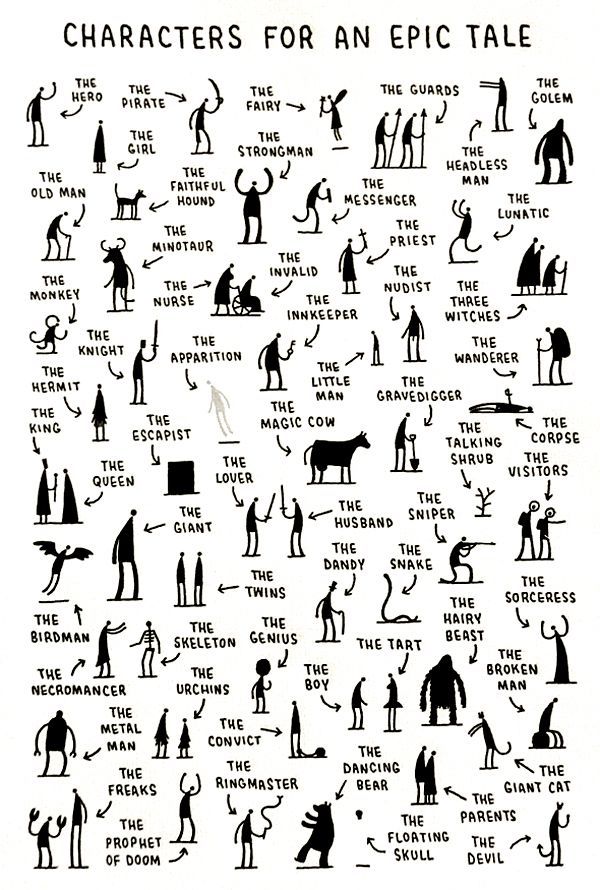 CHARACTERS FOR AN EPIC TALE
THE
HERO
THE
PIRATE
THE
FAIRY
THE GUARDS
THE
GOLEM
THE
GIRL
THE
STRONGMAN
THE
HEADLESS
MAN
THE
OLD MAN
THE
FAITHFUL
HOUND
THE
MESSENGER
THE
LUNATIC
THE
MINOTAUR
THE
PRIEST
THE
MONKEY
THE
NURSE
THE
INVALID
THE
NUDIST
THE
THREE
WITCHES
THE
INNKEEPER
THE
KNIGHT
THE
APPARITION
THE
LITTLE
MAN
THE
WANDERER
THE
HERMIT
THE
GRAVEDIGGER
THE
KING
THE
ESCAPIST
THE
MAGIC COW
THE
TALKING
SHRUB
THE
CORPSE
THE
QUEEN
THE
LOVER
THE
VISITORS
THE
GIANT
THE
HUSBAND
THE
SNIPER
THE
TWINS
THE
DANDY
THE
SNAKE
THE
SORCERESS
THE
BIRDMAN
THE
HAIRY
BEAST
THE
SKELETON
THE
GENIUS
THE TART
THE
NECROMANCER
THE
URCHINS
THE
BOY
THE
BROKEN
MAN
THE
METAL
MAN
THE
CONVICT
THE
GIANT CAT
THE
FREAKS
THE
RINGMASTER
THE
DANCING
BEAR
THE
PARENTS
THE
PROPHET
OF DOOM
THE
FLOATING
SKULL
THE
DEVIL